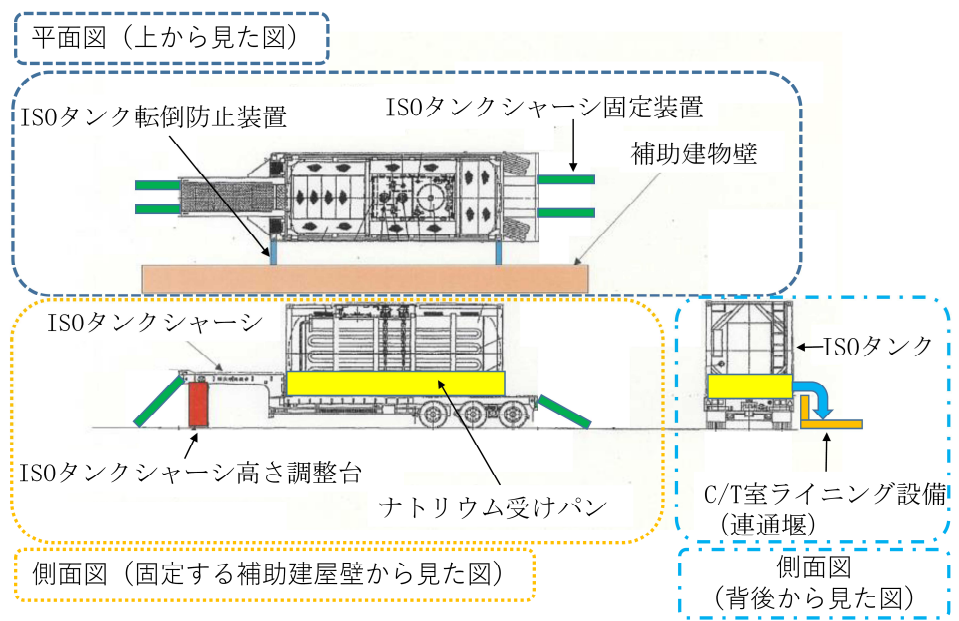 平面図（上から見た図）
ISOタンク転倒防止装置
ISOタンクシャーシ固定装置
補助建物壁
ISOタンクシャーシ
ISOタンク
ISOタンクシャーシ高さ調整台
ナトリウム受けパン
C/T室ライニング設備
（連通堰）
側面図（固定する補助建屋壁から見た図）
側面図
（背後から見た図）